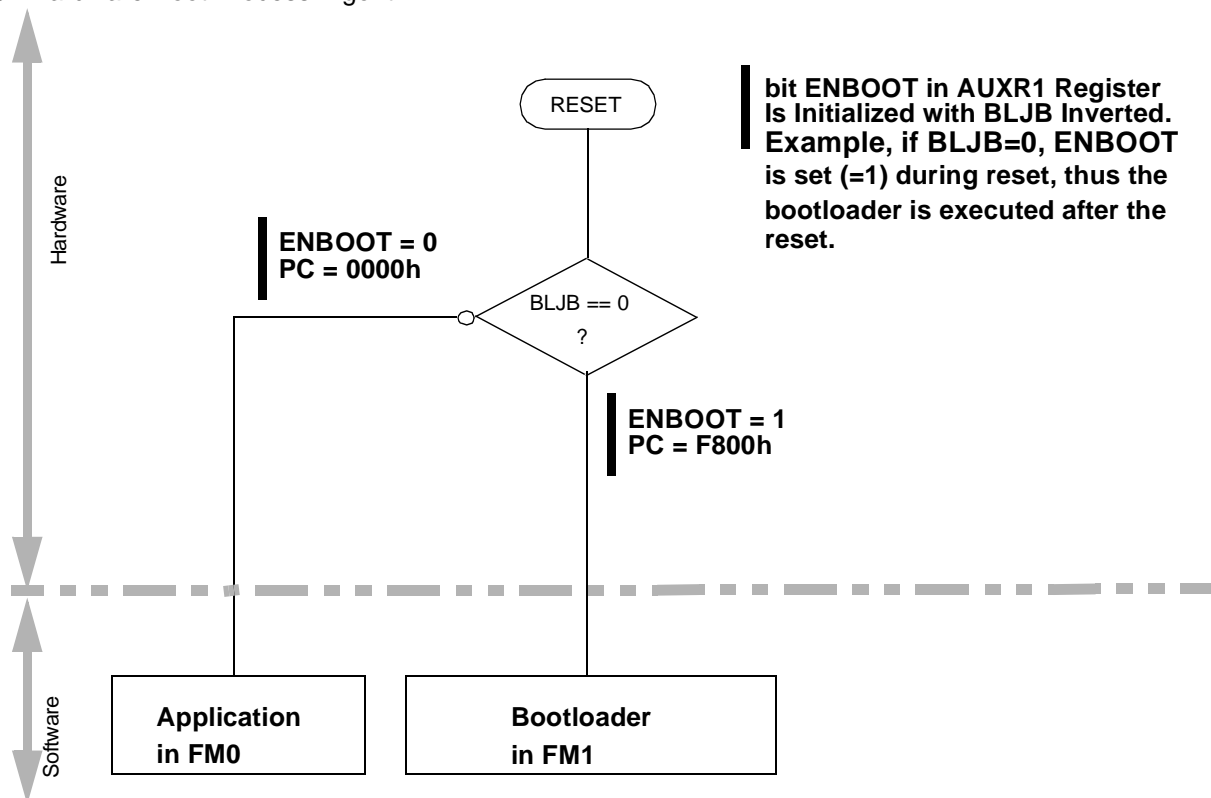 RESET
bit ENBOOT in AUXR1 Register
Is Initialized with BLJB Inverted.
Example, if BLJB=0, ENBOOT
is set (=1) during reset, thus the
bootloader is executed after the
reset.
Hardware
ENBOOT = 0
PC = 0000h
BLJB == 0
?
ENBOOT = 1
PC = F800h
Software
Application
in FM0
Bootloader
in FM1